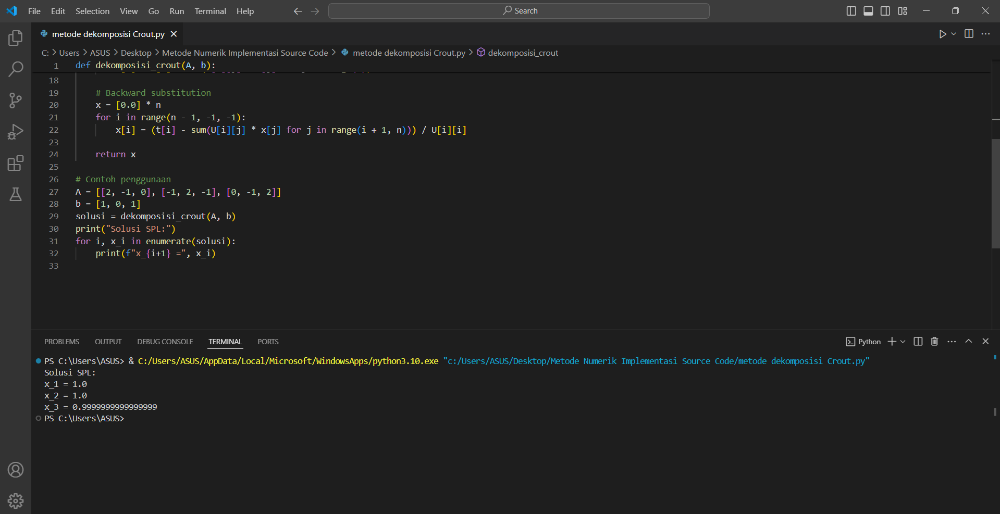 File Edit Selection View Go Run Terminal Help Search
metode dekomposisi Crout.py
C: > Users > ASUS > Desktop > Metode Numerik Implementasi Source Code > metode dekomposisi Crout.py > dekomposisi_crout
1 def dekomposisi_crout(A, b):
18
19 # Backward substitution
20 x = [0.0] * n
21 for i in range(n - 1, -1, -1):
22 x[i] = (t[i] - sum(U[i][j] * x[j] for j in range(i + 1, n))) / U[i][i]
23
24 return x
25
26 # Contoh penggunaan
27 A = [[2, -1, 0], [-1, 2, -1], [0, -1, 2]]
28 b = [1, 0, 1]
29 solusi = dekomposisi_crout(A, b)
30 print("Solusi SPL:")
31 for i, x_i in enumerate(solusi):
32 print(f"x_{i+1} =", x_i)
33
PROBLEMS OUTPUT DEBUG CONSOLE TERMINAL PORTS Python
PS C:\Users\ASUS> & C:/Users/ASUS/AppData/Local/Microsoft/WindowsApps/python3.10.exe "c:/Users/ASUS/Desktop/Metode Numerik Implementasi Source Code/metode dekomposisi Crout.py"
Solusi SPL:
x_1 = 1.0
x_2 = 1.0
x_3 = 0.9999999999999999
PS C:\Users\ASUS>